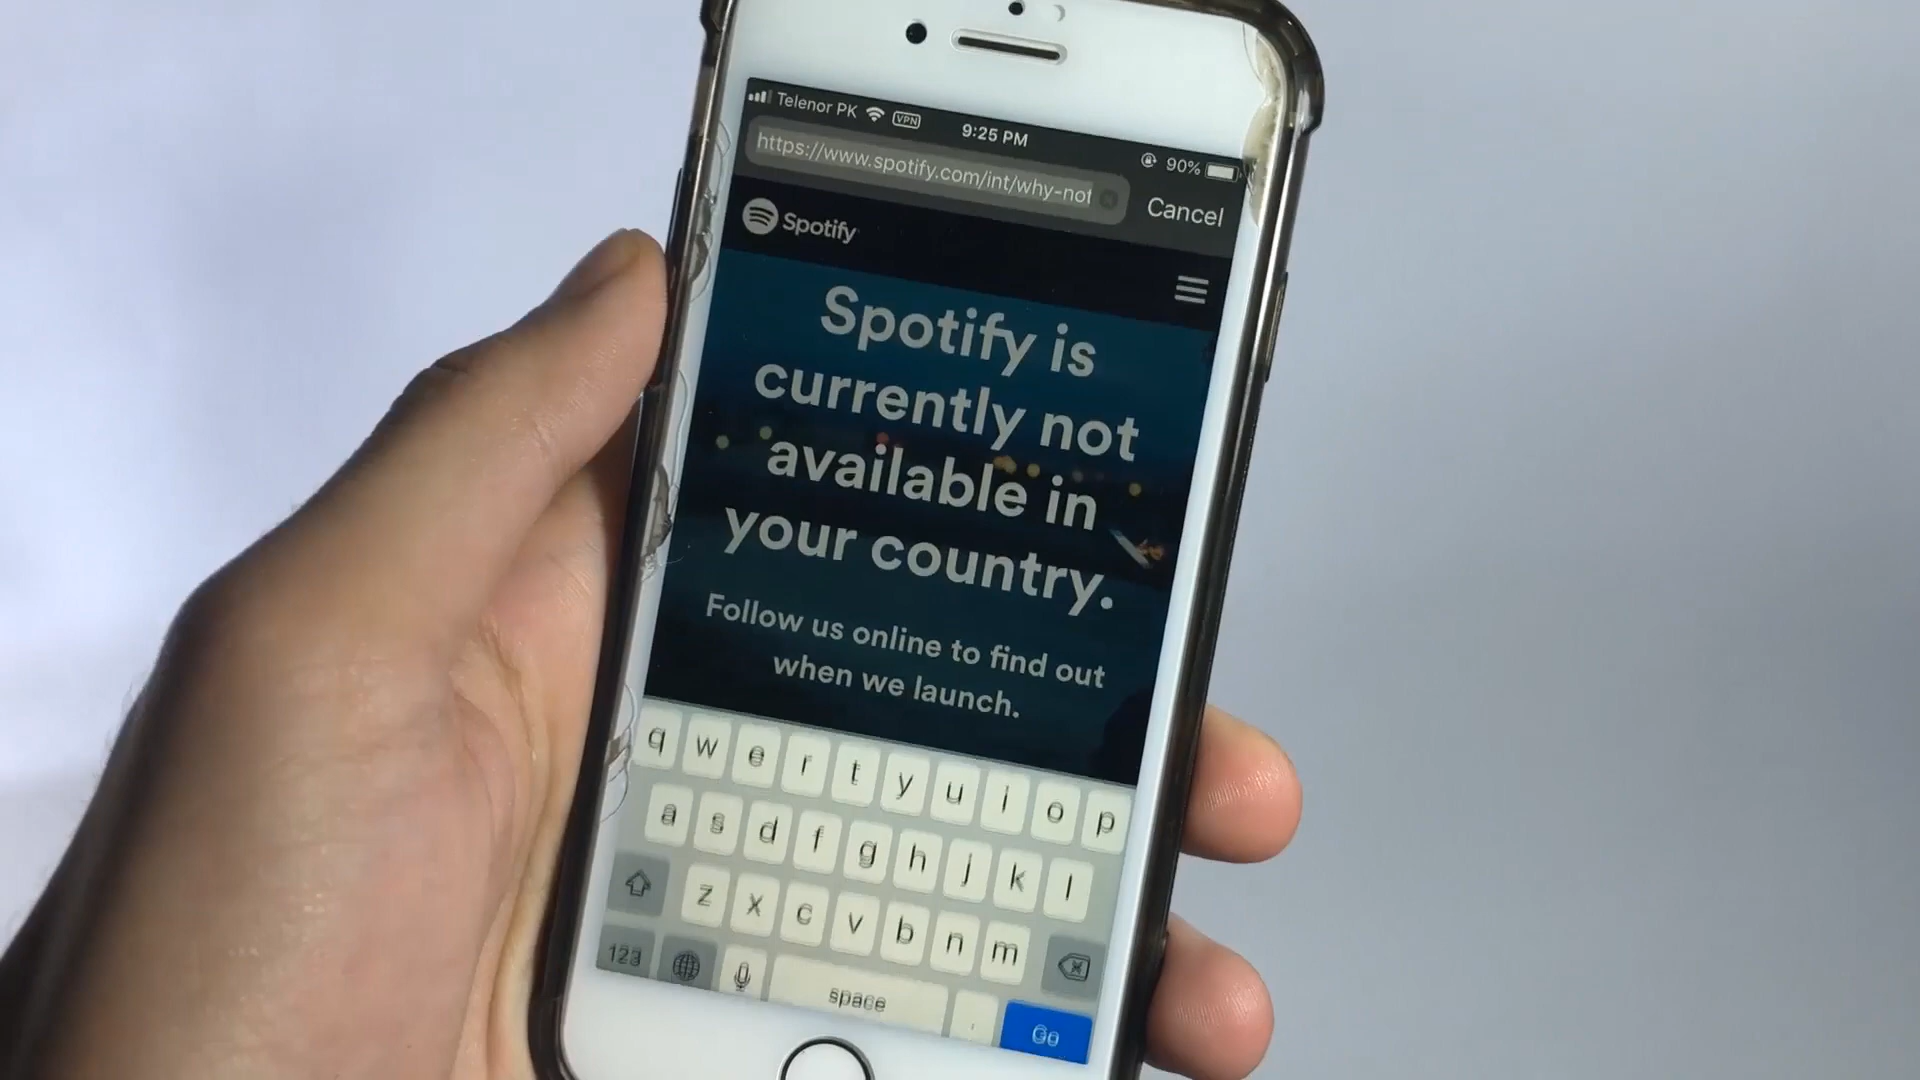 Telenor PK VPN 9:25 PM 90%
https://www.spotify.com/int/why-not
Cancel
Spotify
Spotify is
currently not
available in
your country.
Follow us online to find out
when we launch.
q w e r t y u i o p
a s d f g h j k l
z x c v b n m
123 space . Go